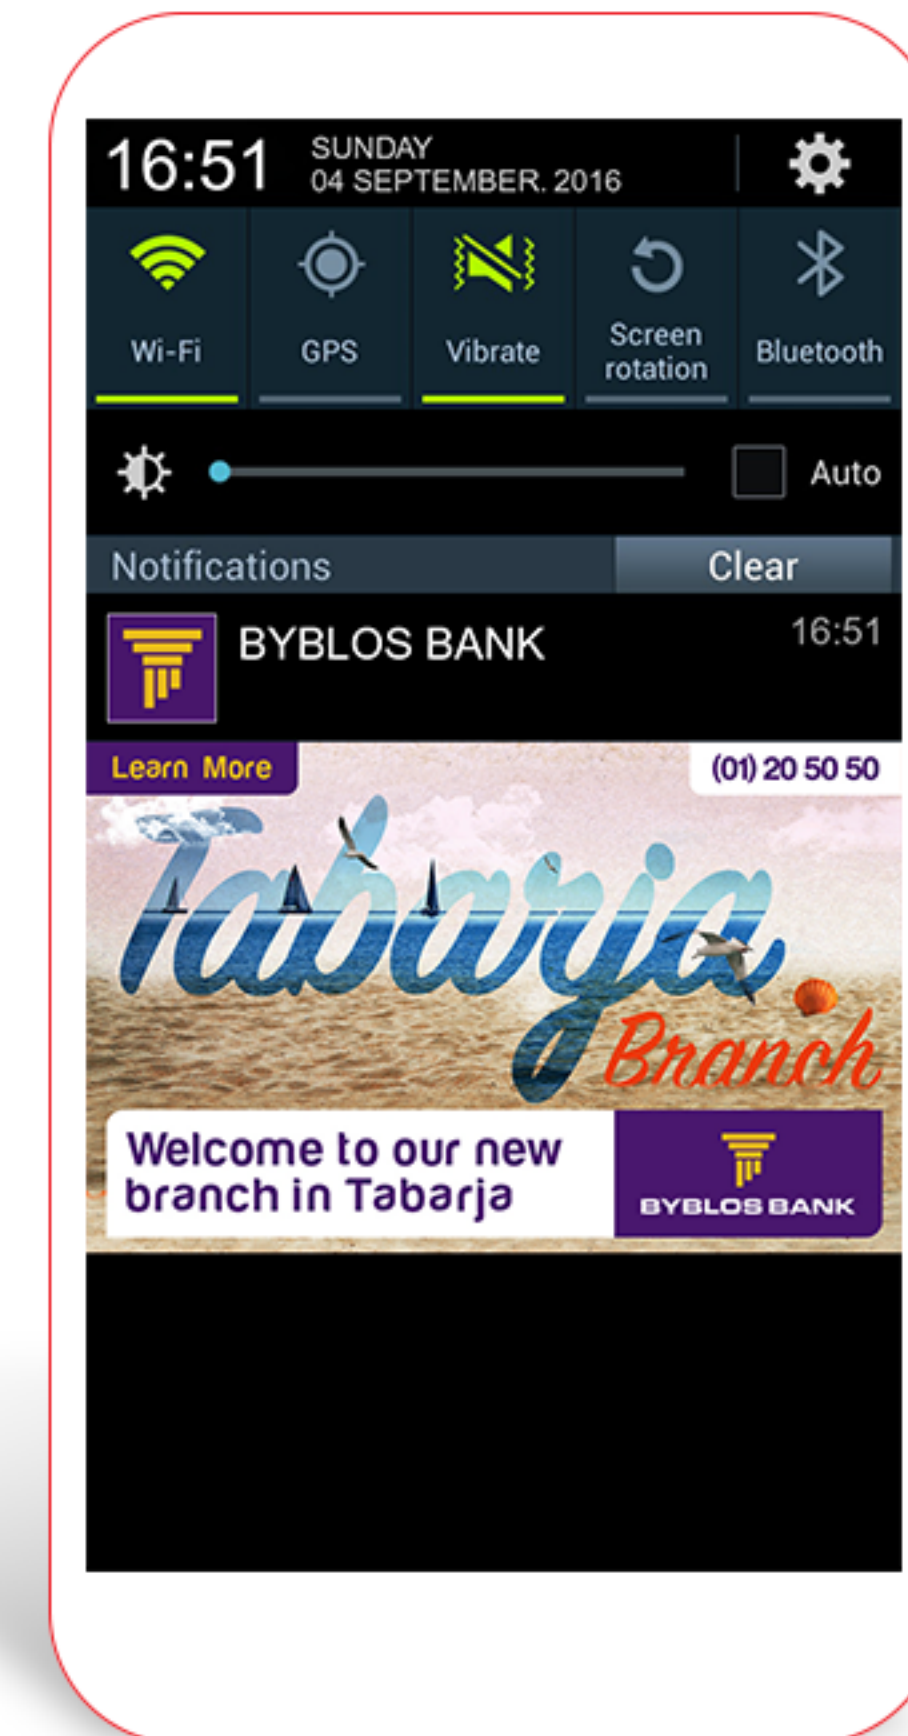 16:51
SUNDAY
04 SEPTEMBER. 2016
Wi-Fi
GPS
Vibrate
Screen
rotation
Bluetooth
Auto
Notifications
Clear
BYBLOS BANK
16:51
Learn More
(01) 20 50 50
Tabarja
Branch
Welcome to our new
branch in Tabarja
BYBLOS BANK